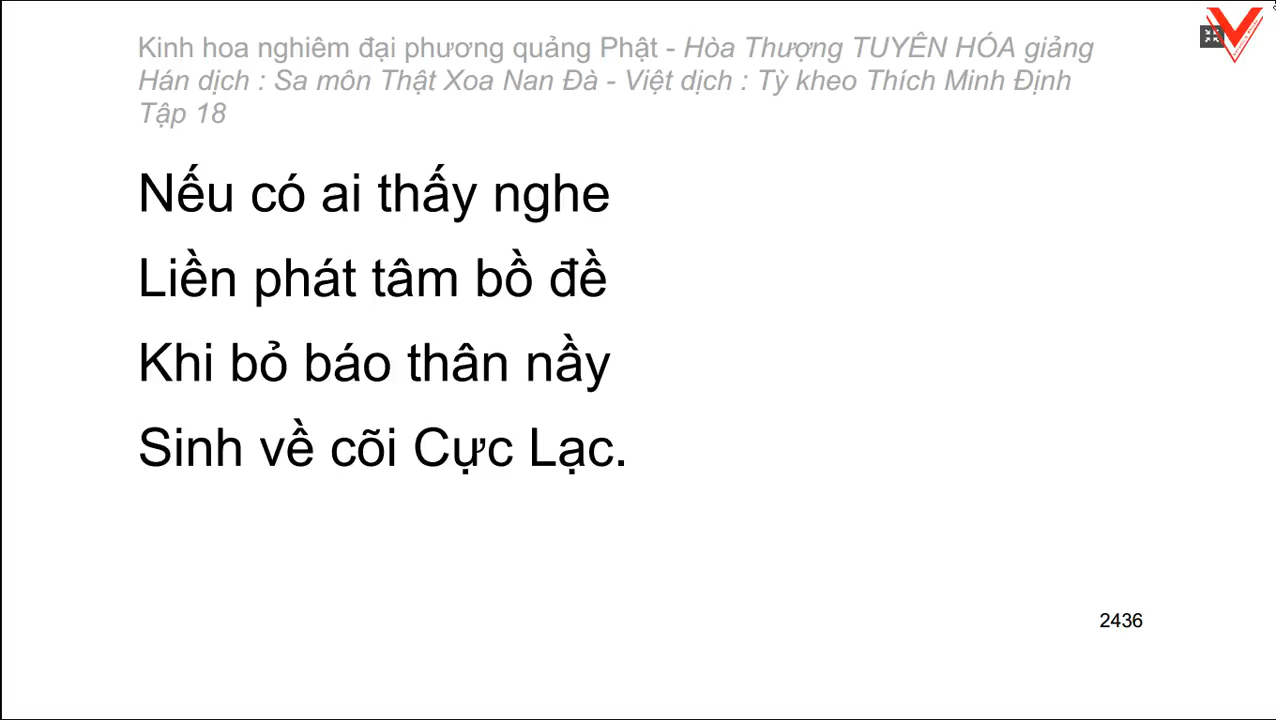 Kinh hoa nghiêm đại phương quảng Phật - Hòa Thượng TUYÊN HÓA giảng
Hán dịch : Sa môn Thật Xoa Nan Đà - Việt dịch : Tỳ kheo Thích Minh Định
Tập 18
Nếu có ai thấy nghe
Liền phát tâm bồ đề
Khi bỏ báo thân nầy
Sinh về cõi Cực Lạc.
2436